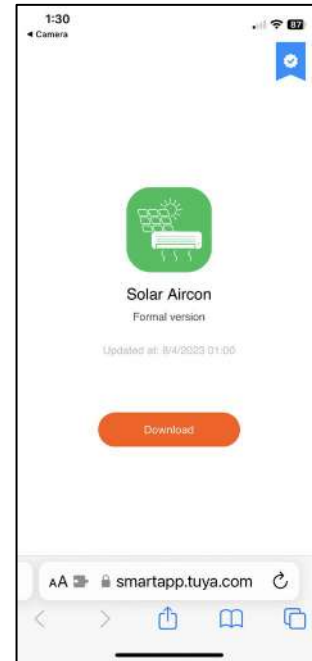 1:30
87
Camera
Solar Aircon
Formal version
Updated at: 8/4/2023 01:00
Download
AA smartapp.tuya.com